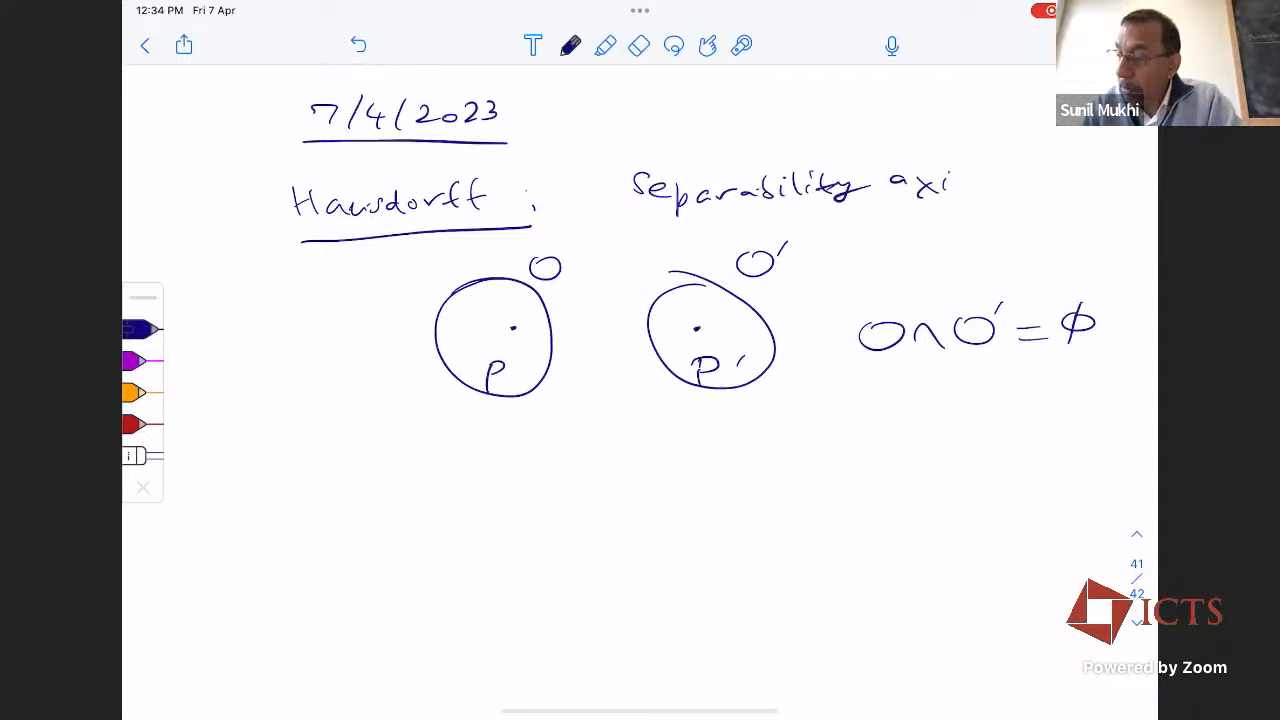 12:34 PM Fri 7 Apr
T
Sunil Mukhi
7/4/2023
Hausdorff : Separability axi
O O′
p p′ O∩O′ = ϕ
i
41
/
42
ICTS
Powered by Zoom